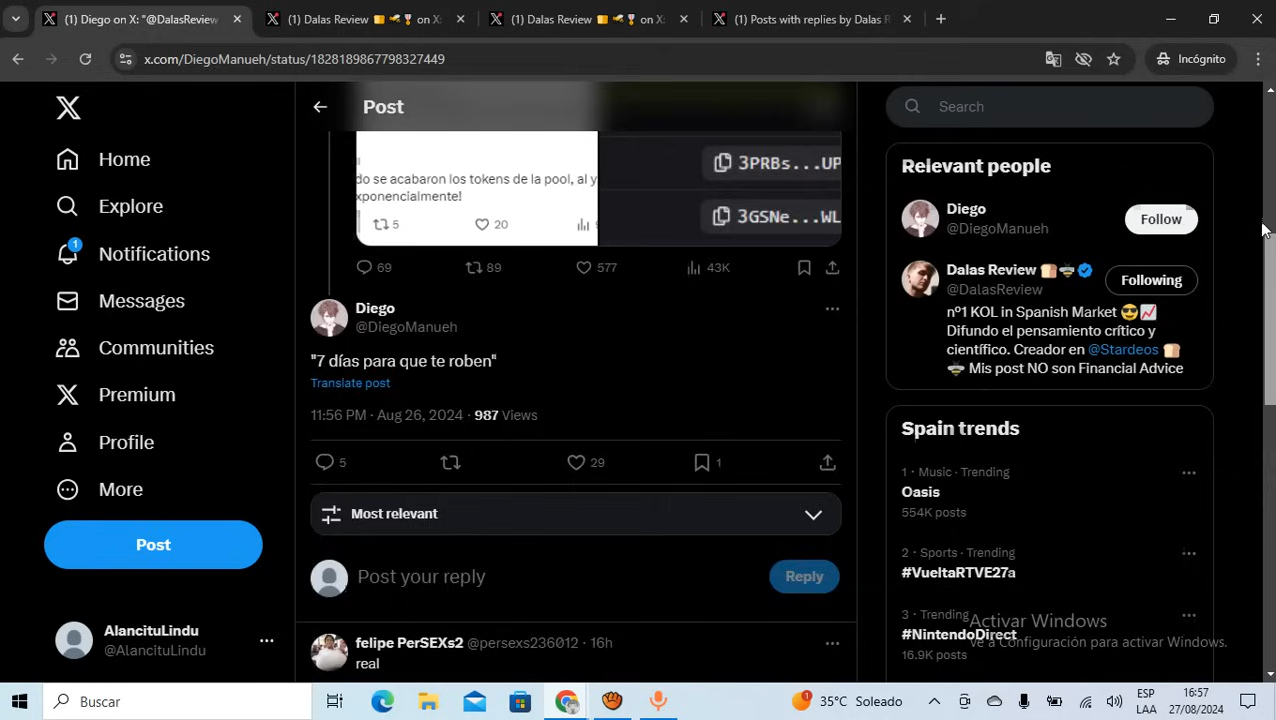 (1) Diego on X: "@DalasReview
(1) Dalas Review on X:
(1) Dalas Review on X:
(1) Posts with replies by Dalas R
x.com/DiegoManueh/status/1828189867798327449
Incógnito
Home
Explore
1
Notifications
Messages
Communities
Premium
Profile
More
Post
AlancituLindu
@AlancituLindu
Post
do se acabaron los tokens de la pool, al y
xponencialmente!
5
20
3PRBs...UP
3GSNe...WL
69
89
577
43K
Diego
@DiegoManueh
"7 días para que te roben"
Translate post
11:56 PM · Aug 26, 2024 · 987 Views
5
29
1
Most relevant
Post your reply
Reply
felipe PerSEXs2 @persexs236012 · 16h
real
Search
Relevant people
Diego
@DiegoManueh
Follow
Dalas Review
@DalasReview
Following
nº1 KOL in Spanish Market
Difundo el pensamiento crítico y
científico. Creador en @Stardeos
Mis post NO son Financial Advice
Spain trends
1 · Music · Trending
Oasis
554K posts
2 · Sports · Trending
#VueltaRTVE27a
3 · Trending
#NintendoDirect
16.9K posts
Activar Windows
Ve a Configuración para activar Windows.
Buscar
1
35°C Soleado
ESP
LAA
16:57
27/08/2024